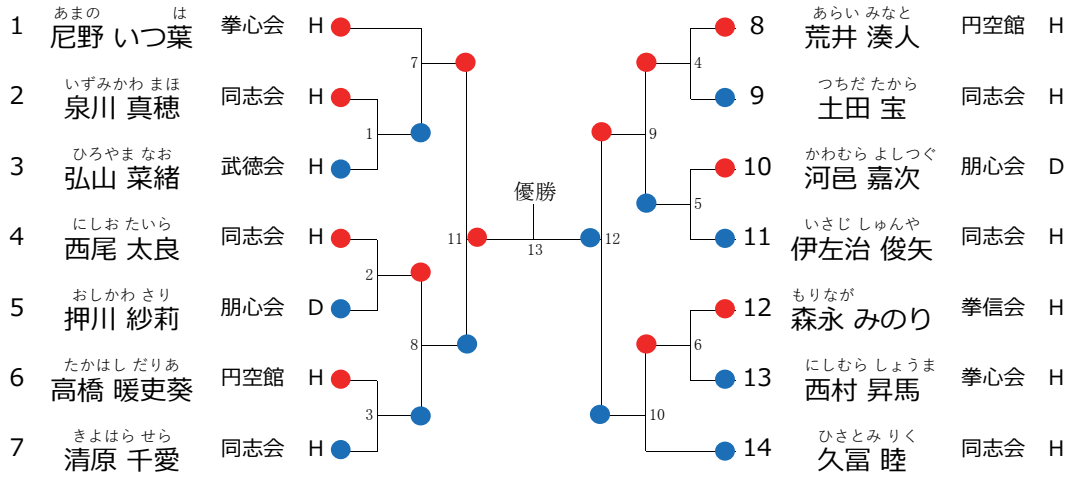 あまの は
1 尼野 いつ葉 拳心会 H
いずみかわ まほ
2 泉川 真穂 同志会 H
ひろやま なお
3 弘山 菜緒 武徳会 H
にしお たいら
4 西尾 太良 同志会 H
おしかわ さり
5 押川 紗莉 朋心会 D
たかはし だりあ
6 高橋 暖吏葵 円空館 H
きよはら せら
7 清原 千愛 同志会 H
7
1
2
8
3
11
優勝
13
12
4
9
5
6
10
あらい みなと
8 荒井 湊人 円空館 H
つちだ たから
9 土田 宝 同志会 H
かわむら よしつぐ
10 河邑 嘉次 朋心会 D
いさじ しゅんや
11 伊左治 俊矢 同志会 H
もりなが
12 森永 みのり 拳信会 H
にしむら しょうま
13 西村 昇馬 拳心会 H
ひさとみ りく
14 久冨 睦 同志会 H